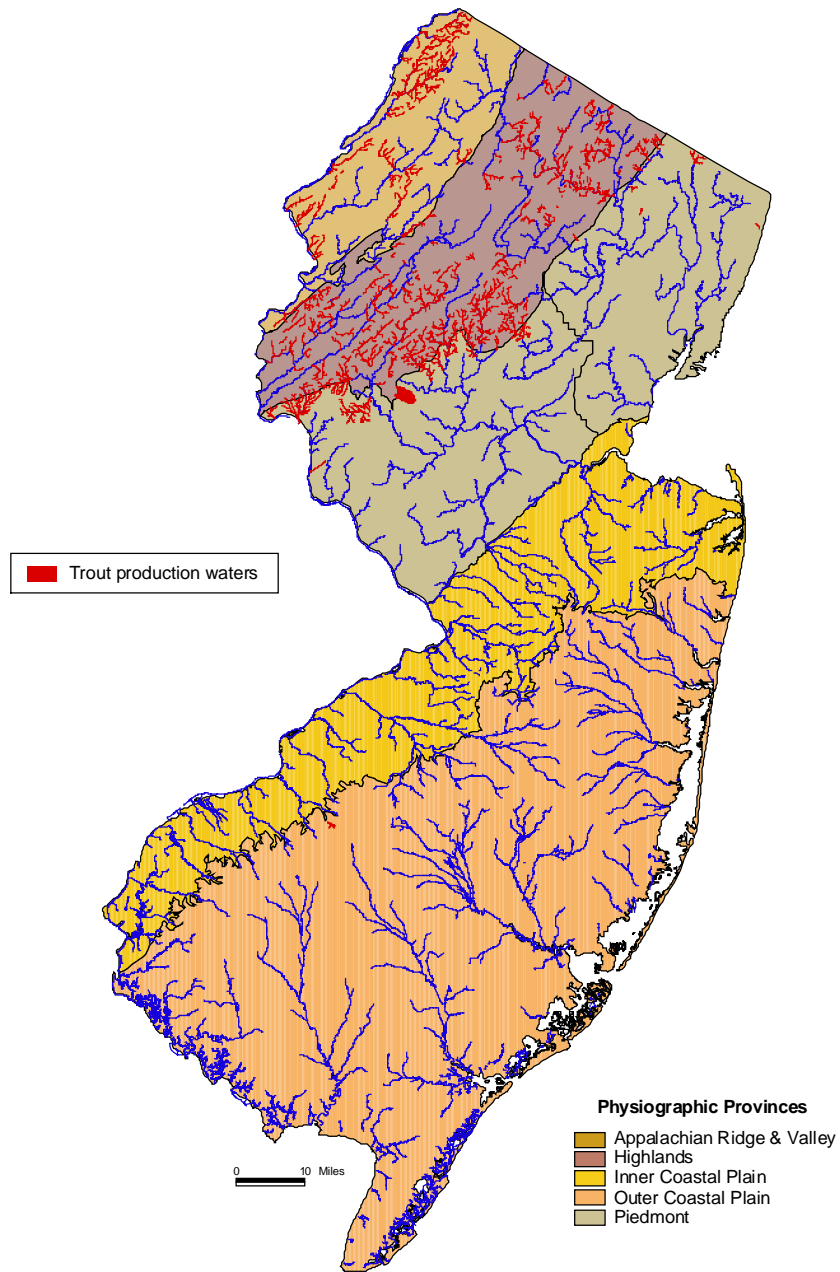 Trout production waters
Physiographic Provinces
Appalachian Ridge & Valley
Highlands
Inner Coastal Plain
Outer Coastal Plain
Piedmont
0 10 Miles